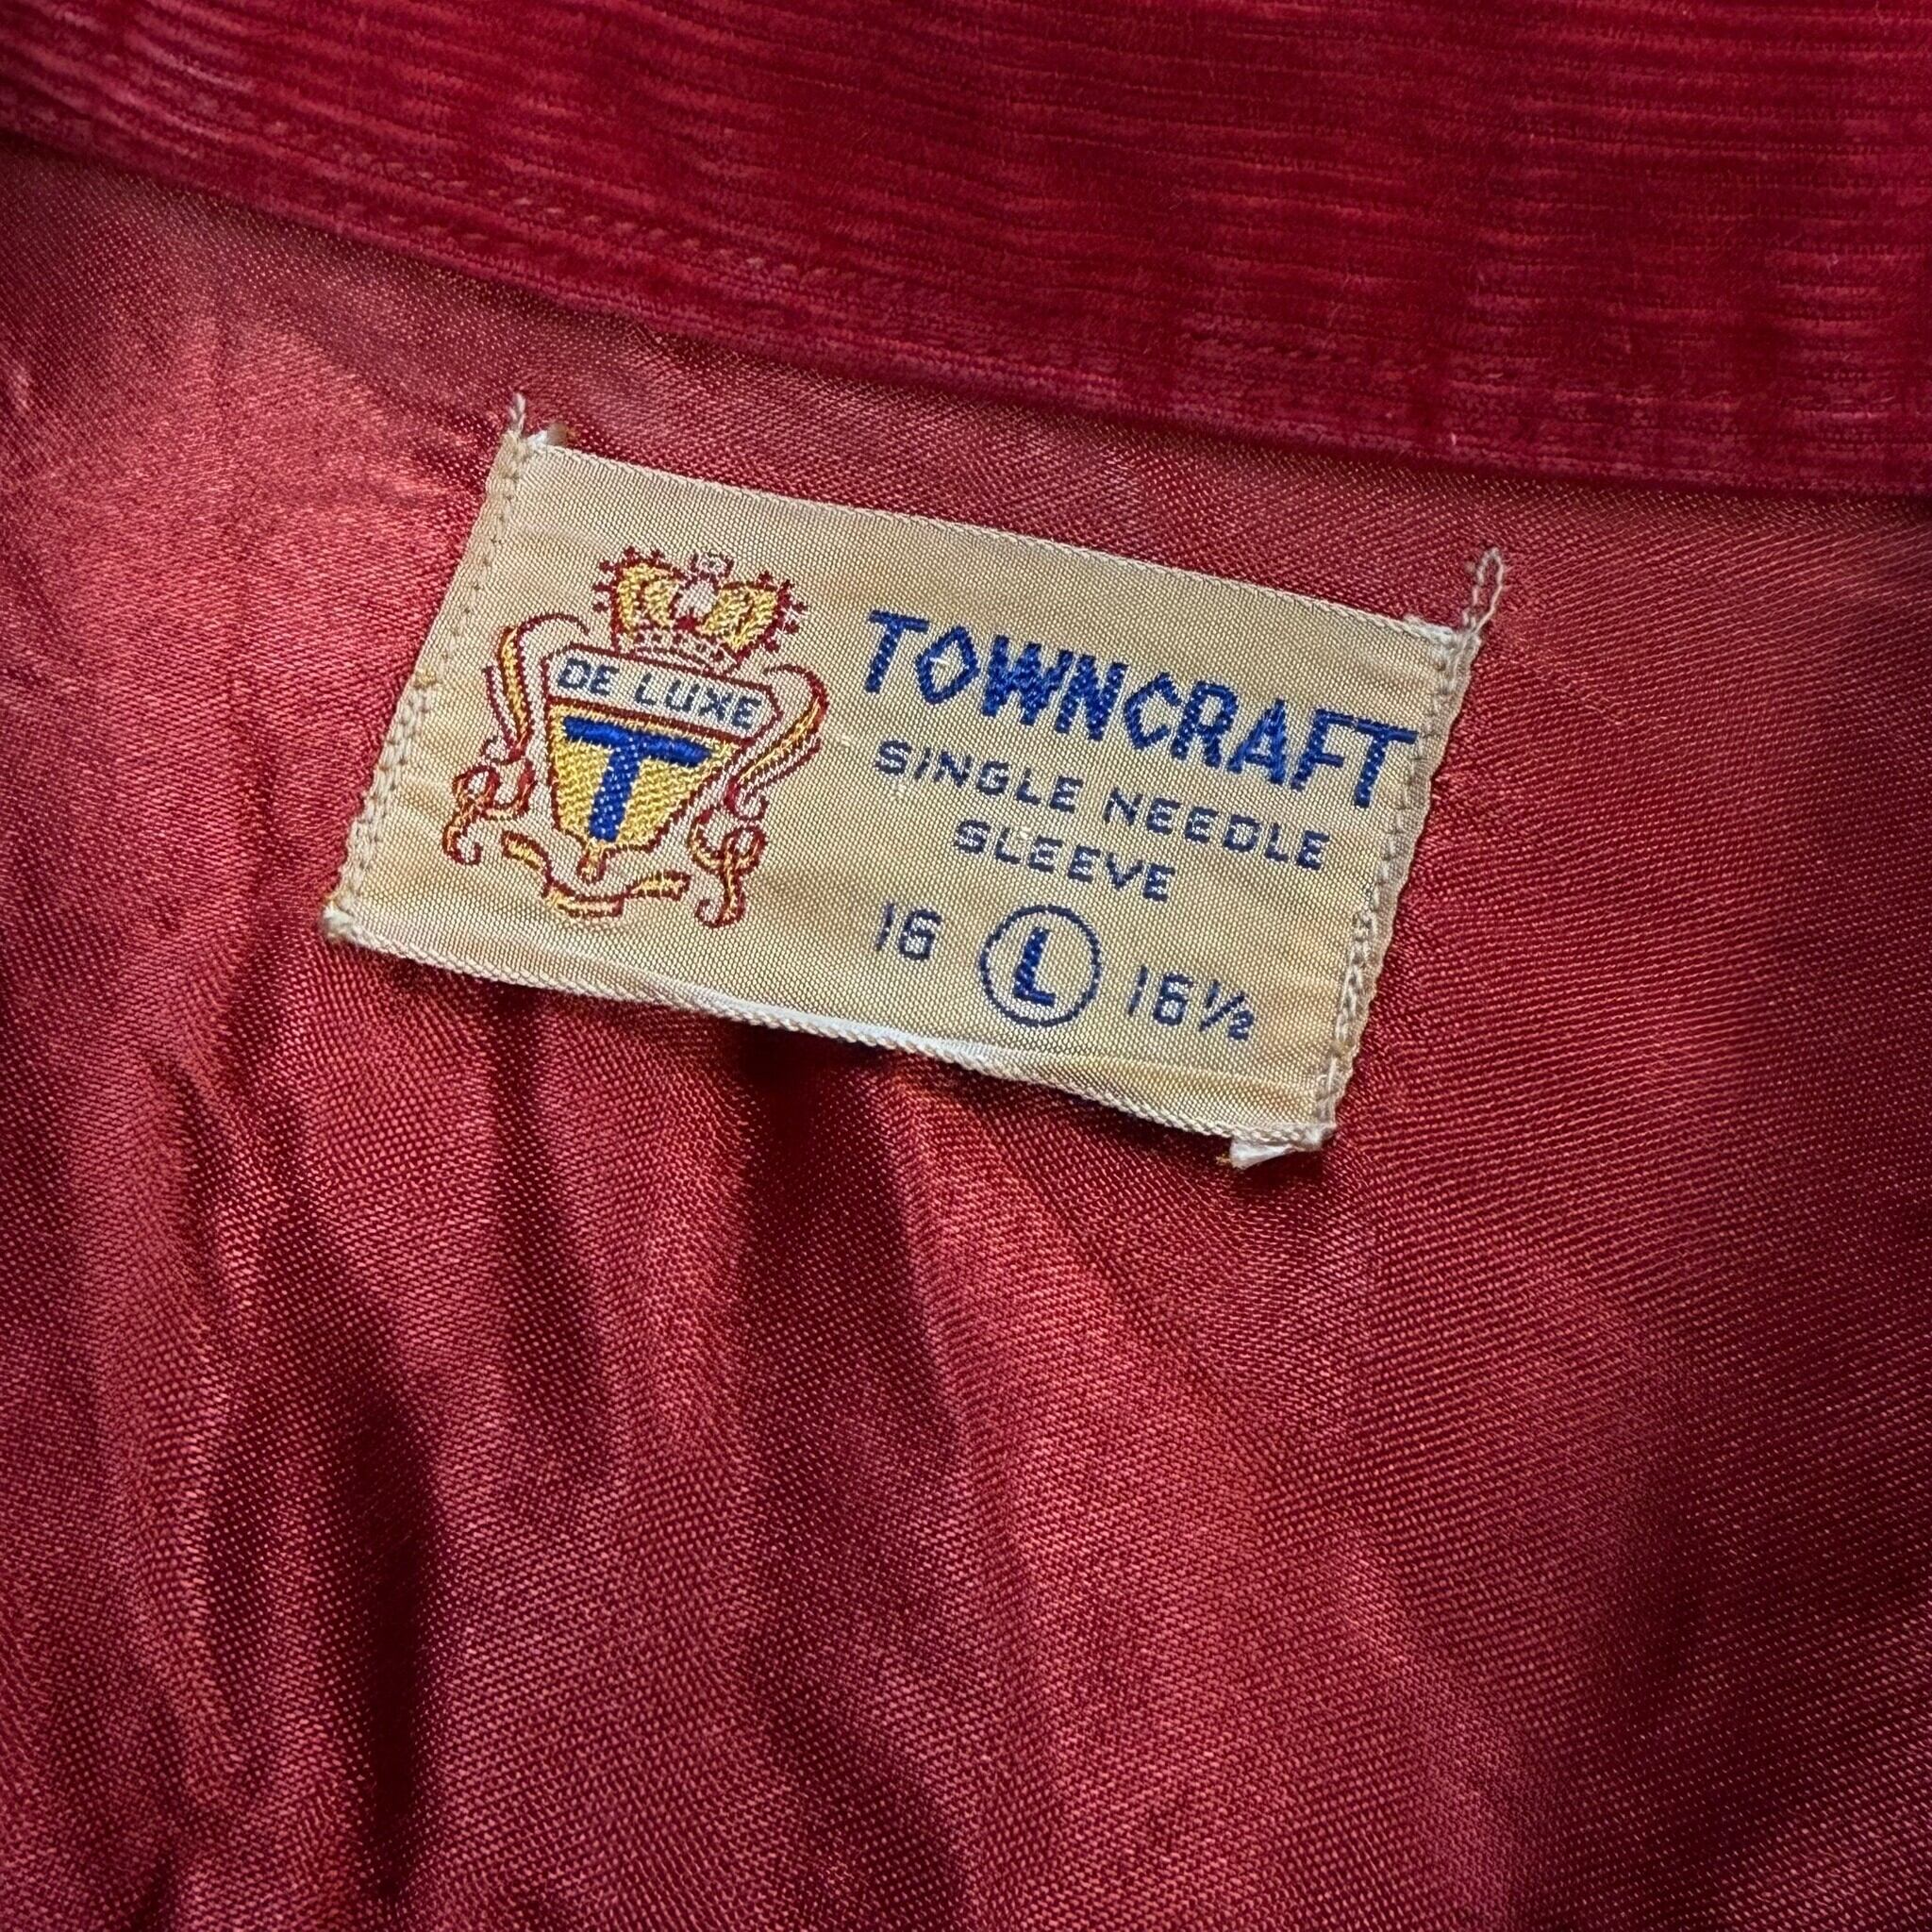 DE LUXE
T
TOWNCRAFT
SINGLE NEEDLE
SLEEVE
16 L 16½